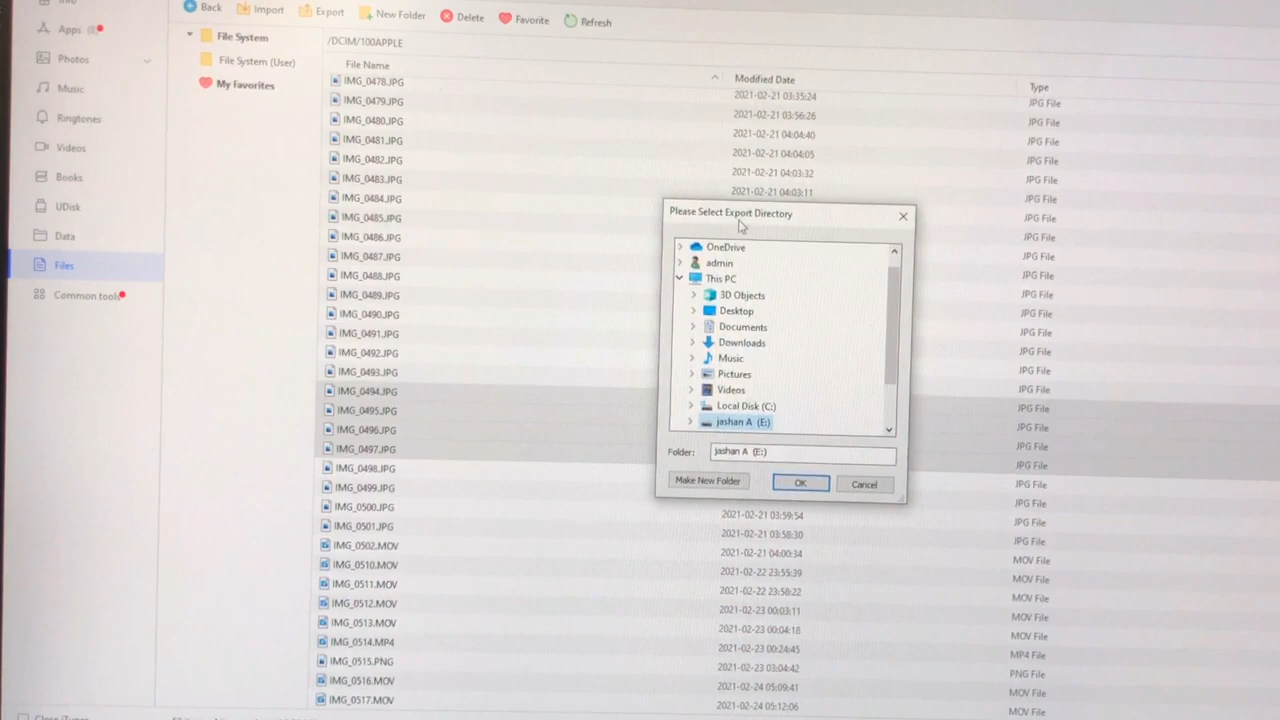 Back
Import
Export
New Folder
Delete
Favorite
Refresh
Apps
Photos
Music
Ringtones
Videos
Books
UDisk
Data
Files
Common tools
File System
File System (User)
My Favorites
/DCIM/100APPLE
File Name Modified Date Type
IMG_0478.JPG 2021-02-21 03:35:24 JPG File
IMG_0479.JPG 2021-02-21 03:56:26 JPG File
IMG_0480.JPG 2021-02-21 04:04:40 JPG File
IMG_0481.JPG 2021-02-21 04:04:05 JPG File
IMG_0482.JPG 2021-02-21 04:03:32 JPG File
IMG_0483.JPG 2021-02-21 04:03:11 JPG File
IMG_0484.JPG JPG File
IMG_0485.JPG JPG File
IMG_0486.JPG JPG File
IMG_0487.JPG JPG File
IMG_0488.JPG JPG File
IMG_0489.JPG JPG File
IMG_0490.JPG JPG File
IMG_0491.JPG JPG File
IMG_0492.JPG JPG File
IMG_0493.JPG JPG File
IMG_0494.JPG JPG File
IMG_0495.JPG JPG File
IMG_0496.JPG JPG File
IMG_0497.JPG JPG File
IMG_0498.JPG JPG File
IMG_0499.JPG JPG File
IMG_0500.JPG 2021-02-21 03:59:54 JPG File
IMG_0501.JPG 2021-02-21 03:58:30 JPG File
IMG_0502.MOV 2021-02-21 04:00:34 MOV File
IMG_0510.MOV 2021-02-22 23:55:39 MOV File
IMG_0511.MOV 2021-02-22 23:58:22 MOV File
IMG_0512.MOV 2021-02-23 00:03:11 MOV File
IMG_0513.MOV 2021-02-23 00:04:18 MOV File
IMG_0514.MP4 2021-02-23 00:24:45 MP4 File
IMG_0515.PNG 2021-02-23 03:04:42 PNG File
IMG_0516.MOV 2021-02-24 05:09:41 MOV File
IMG_0517.MOV 2021-02-24 05:12:06 MOV File
Please Select Export Directory
OneDrive
admin
This PC
3D Objects
Desktop
Documents
Downloads
Music
Pictures
Videos
Local Disk (C:)
jashan A (E:)
Folder: jashan A (E:)
Make New Folder OK Cancel